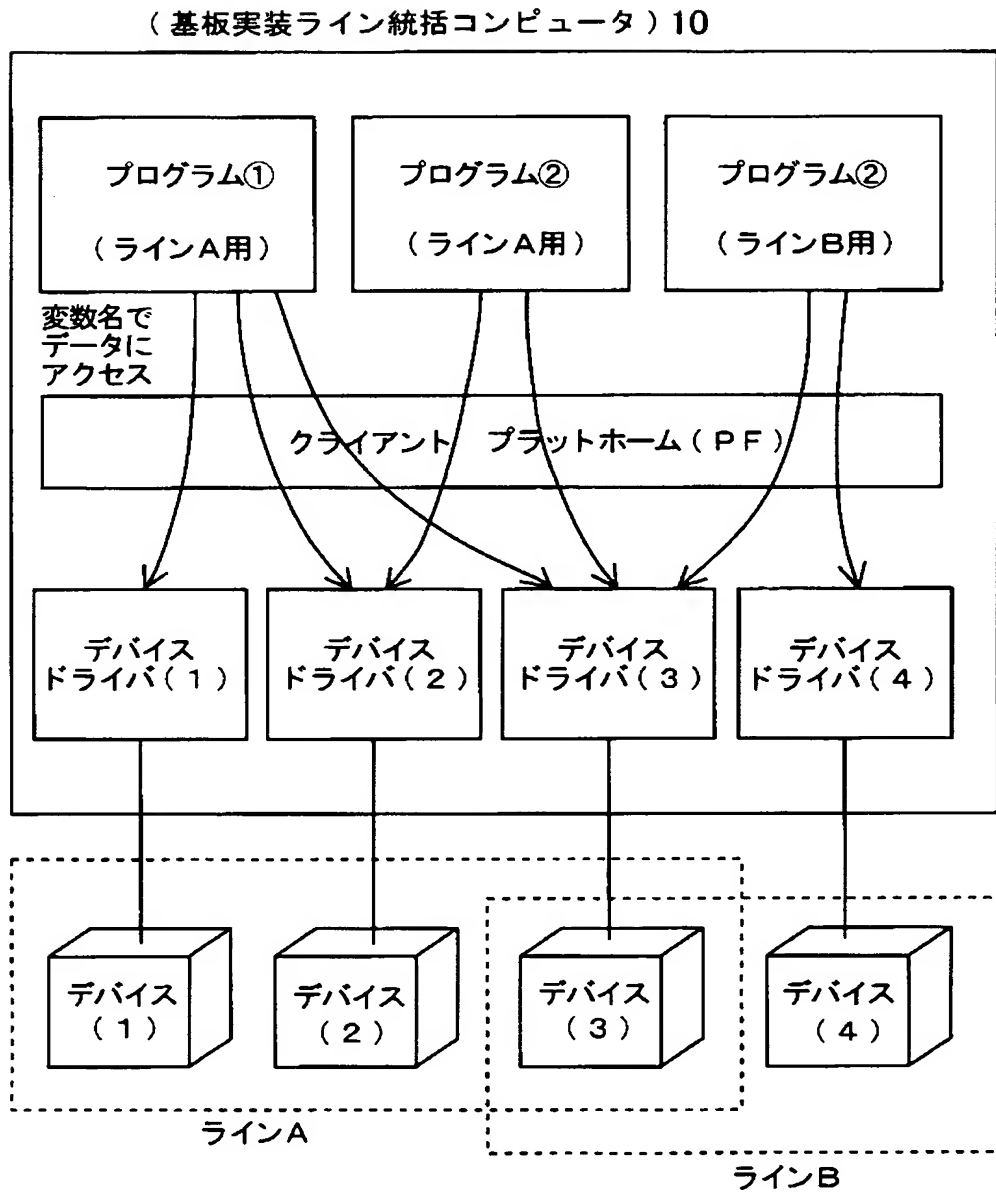 (基板実装ライン統括コンピュータ)10
プログラム①
(ラインA用)
プログラム②
(ラインA用)
プログラム②
(ラインB用)
変数名で
データに
アクセス
クライアント プラットホーム(PF)
デバイス
ドライバ(1)
デバイス
ドライバ(2)
デバイス
ドライバ(3)
デバイス
ドライバ(4)
デバイス
(1)
デバイス
(2)
デバイス
(3)
デバイス
(4)
ラインA
ラインB